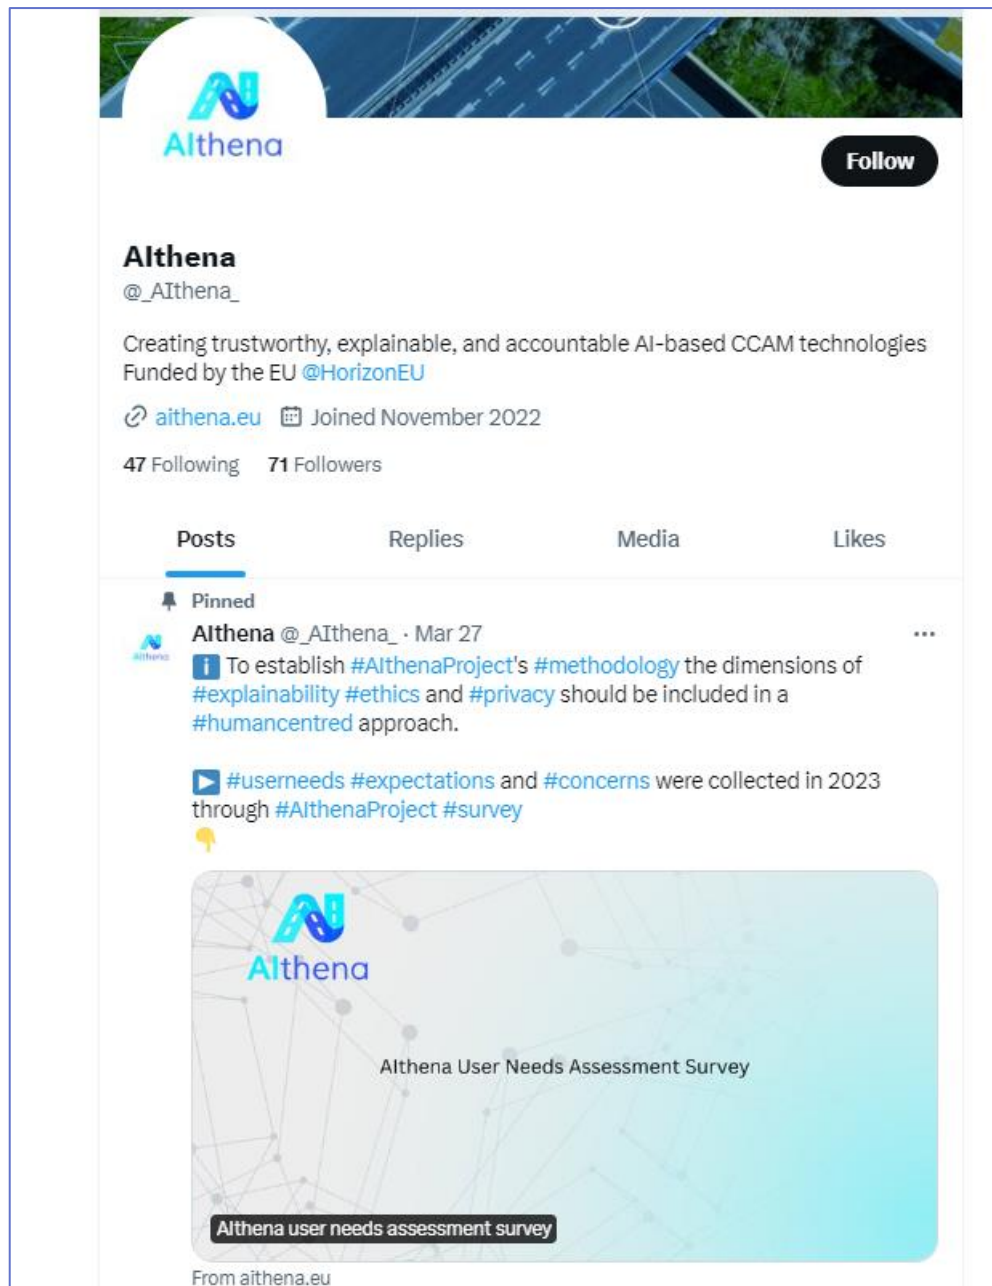 AIthena
Follow
AIthena
@_AIthena_
Creating trustworthy, explainable, and accountable AI-based CCAM technologies
Funded by the EU @HorizonEU
aithena.eu Joined November 2022
47 Following 71 Followers
Posts Replies Media Likes
Pinned
AIthena @_AIthena_ · Mar 27
AIthena
To establish #AIthenaProject's #methodology the dimensions of
#explainability #ethics and #privacy should be included in a
#humancentred approach.
#userneeds #expectations and #concerns were collected in 2023
through #AIthenaProject #survey
AIthena
AIthena User Needs Assessment Survey
AIthena user needs assessment survey
From aithena.eu